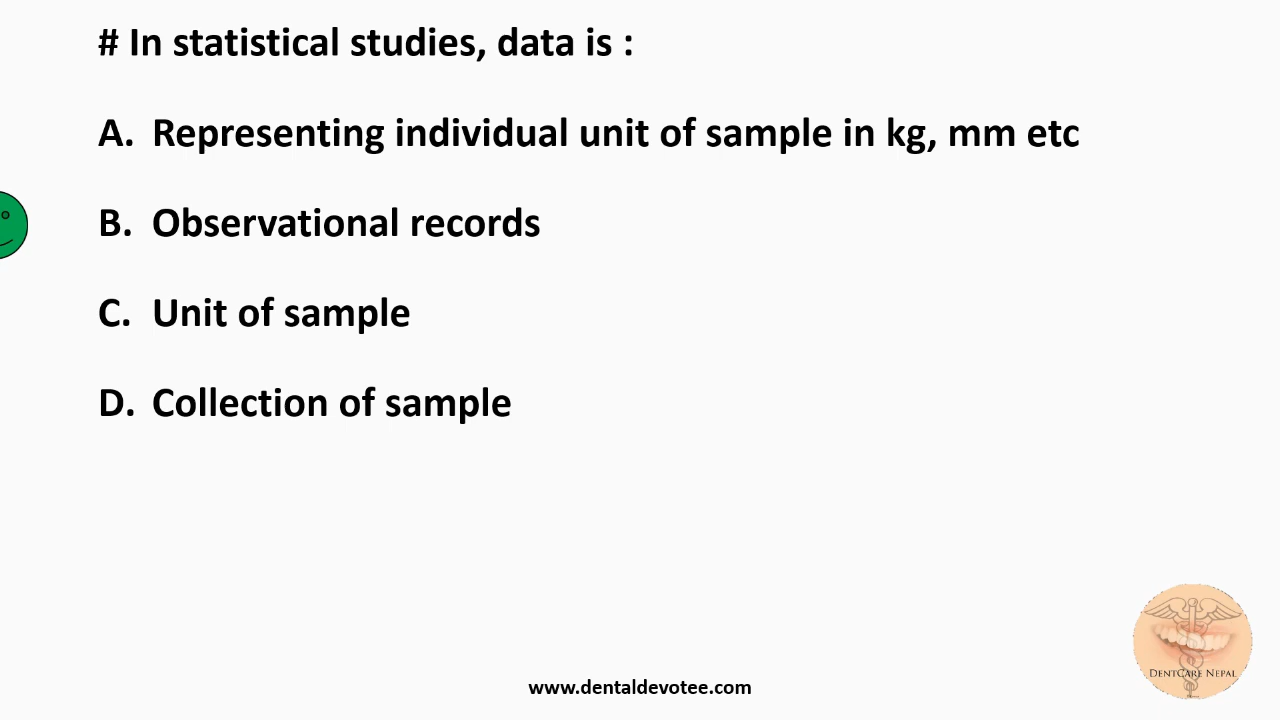 # In statistical studies, data is :
A. Representing individual unit of sample in kg, mm etc
B. Observational records
C. Unit of sample
D. Collection of sample
DENTCARE NEPAL
www.dentaldevotee.com